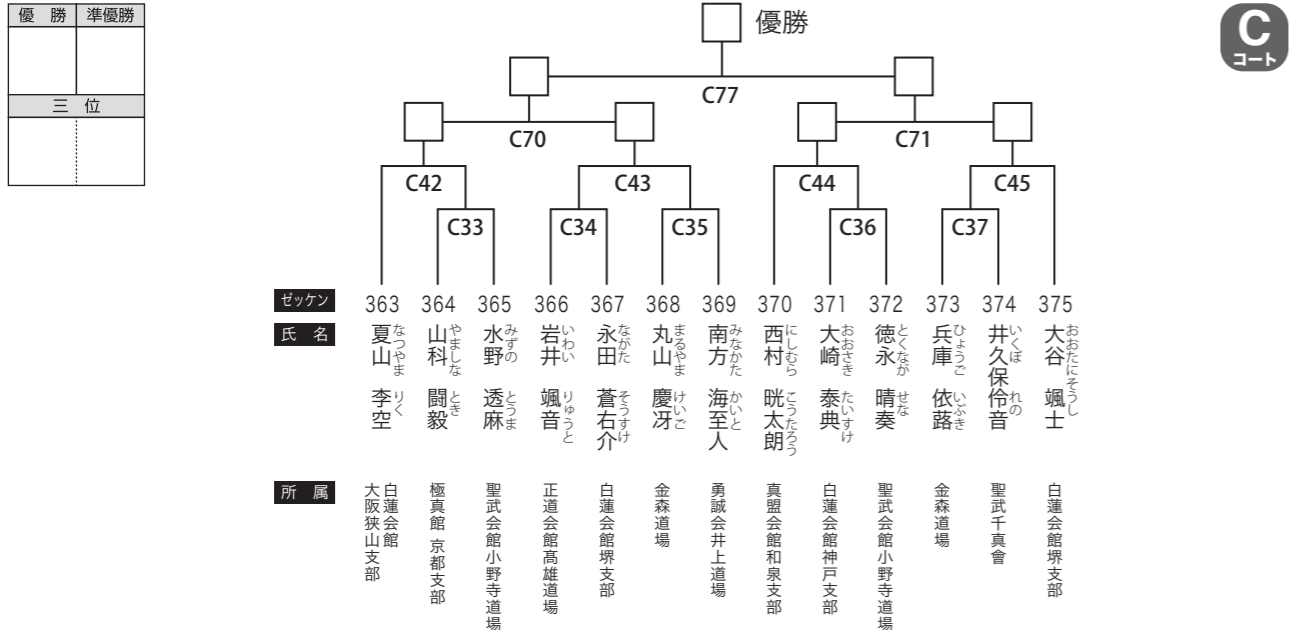 優 勝 準優勝
三 位
優勝
C
コート
C77
C70 C71
C42 C43 C44 C45
C33 C34 C35 C36 C37
ゼッケン 363 364 365 366 367 368 369 370 371 372 373 374 375
氏 名
夏山 李空 なつやま りく
山科 闘毅 やましな とき
水野 透麻 みずの とうま
岩井 颯音 いわい りゅうと
永田 蒼右介 ながた そうすけ
丸山 慶冴 まるやま けいご
南方 海至人 みなかた かいと
西村 晄太朗 にしむら こうたろう
大崎 泰典 おおさき たいすけ
徳永 晴奏 とくなが せな
兵庫 依蕗 ひょうご いぶき
井久保 伶音 いくぼ れの
大谷 颯士 おおたに そうし
所 属
白蓮会館
大阪狭山支部
極真館 京都支部
聖武会館小野寺道場
正道会館髙雄道場
白蓮会館堺支部
金森道場
勇誠会井上道場
真盟会館和泉支部
白蓮会館神戸支部
聖武会館小野寺道場
金森道場
聖武千真會
白蓮会館堺支部